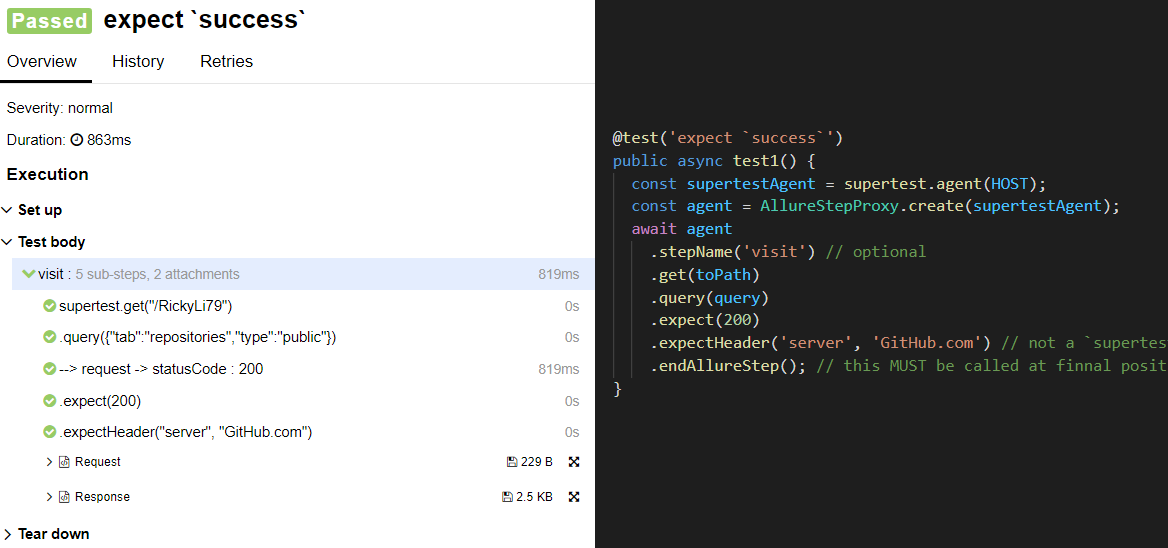 Passed expect `success`
Overview History Retries
Severity: normal
Duration: 863ms
Execution
Set up
Test body
visit : 5 sub-steps, 2 attachments 819ms
supertest.get("/RickyLi79") 0s
.query({"tab":"repositories","type":"public"}) 0s
--> request -> statusCode : 200 819ms
.expect(200) 0s
.expectHeader("server", "GitHub.com") 0s
Request 229 B
Response 2.5 KB
Tear down
@test('expect `success`')
public async test1() {
const supertestAgent = supertest.agent(HOST);
const agent = AllureStepProxy.create(supertestAgent);
await agent
.stepName('visit') // optional
.get(toPath)
.query(query)
.expect(200)
.expectHeader('server', 'GitHub.com') // not a `supertes
.endAllureStep(); // this MUST be called at finnal posit
}